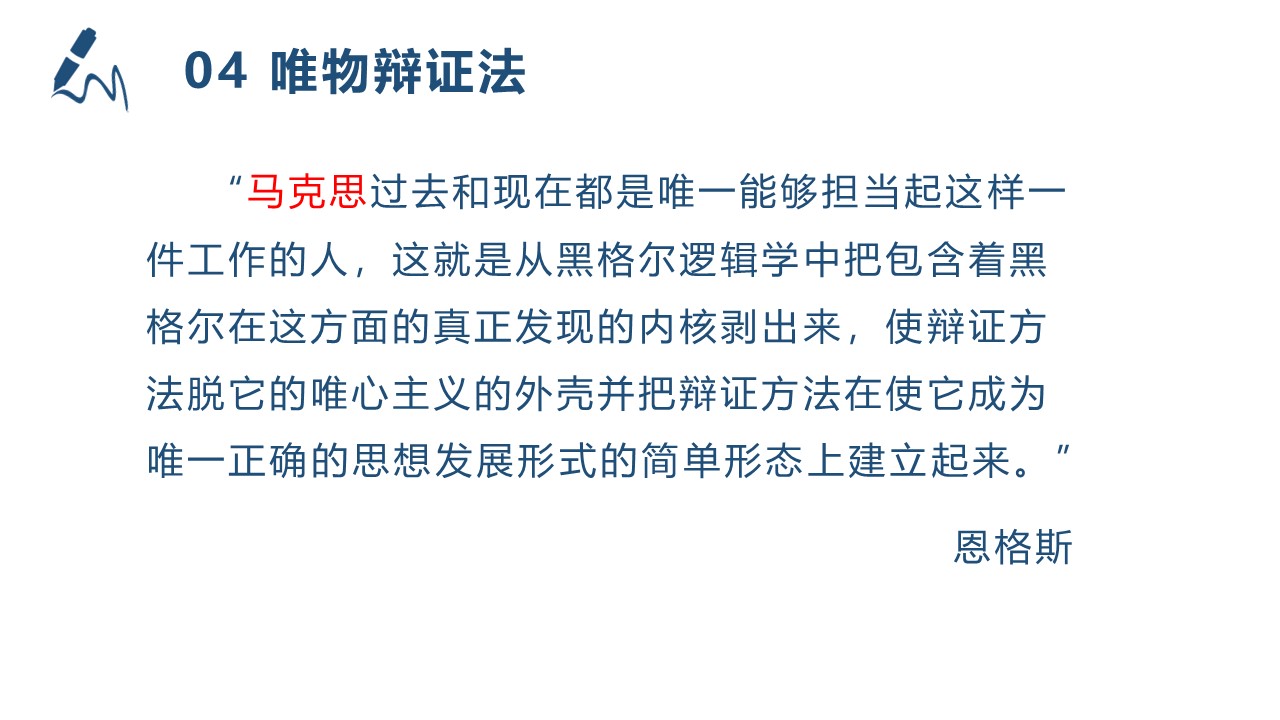 04 唯物辩证法
“马克思过去和现在都是唯一能够担当起这样一
件工作的人，这就是从黑格尔逻辑学中把包含着黑
格尔在这方面的真正发现的内核剥出来，使辩证方
法脱它的唯心主义的外壳并把辩证方法在使它成为
唯一正确的思想发展形式的简单形态上建立起来。”
恩格斯